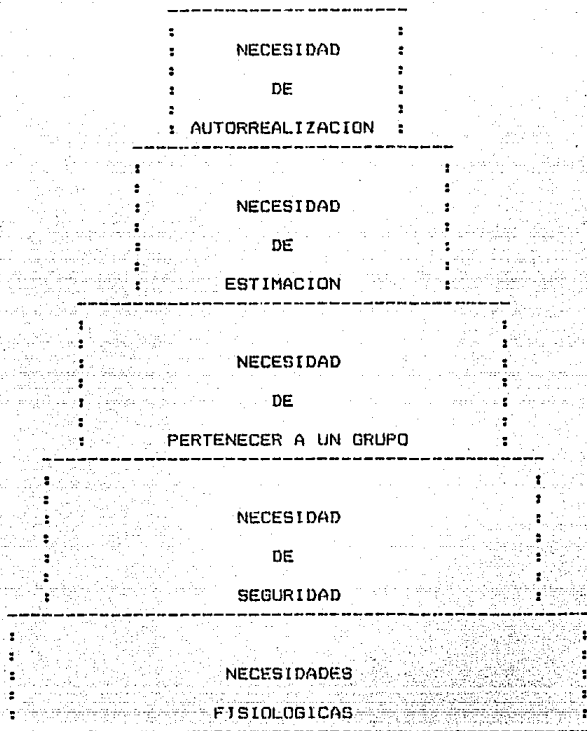 NECESIDAD
DE
AUTORREALIZACION
NECESIDAD
DE
ESTIMACION
NECESIDAD
DE
PERTENECER A UN GRUPO
NECESIDAD
DE
SEGURIDAD
NECESIDADES
FISIOLOGICAS